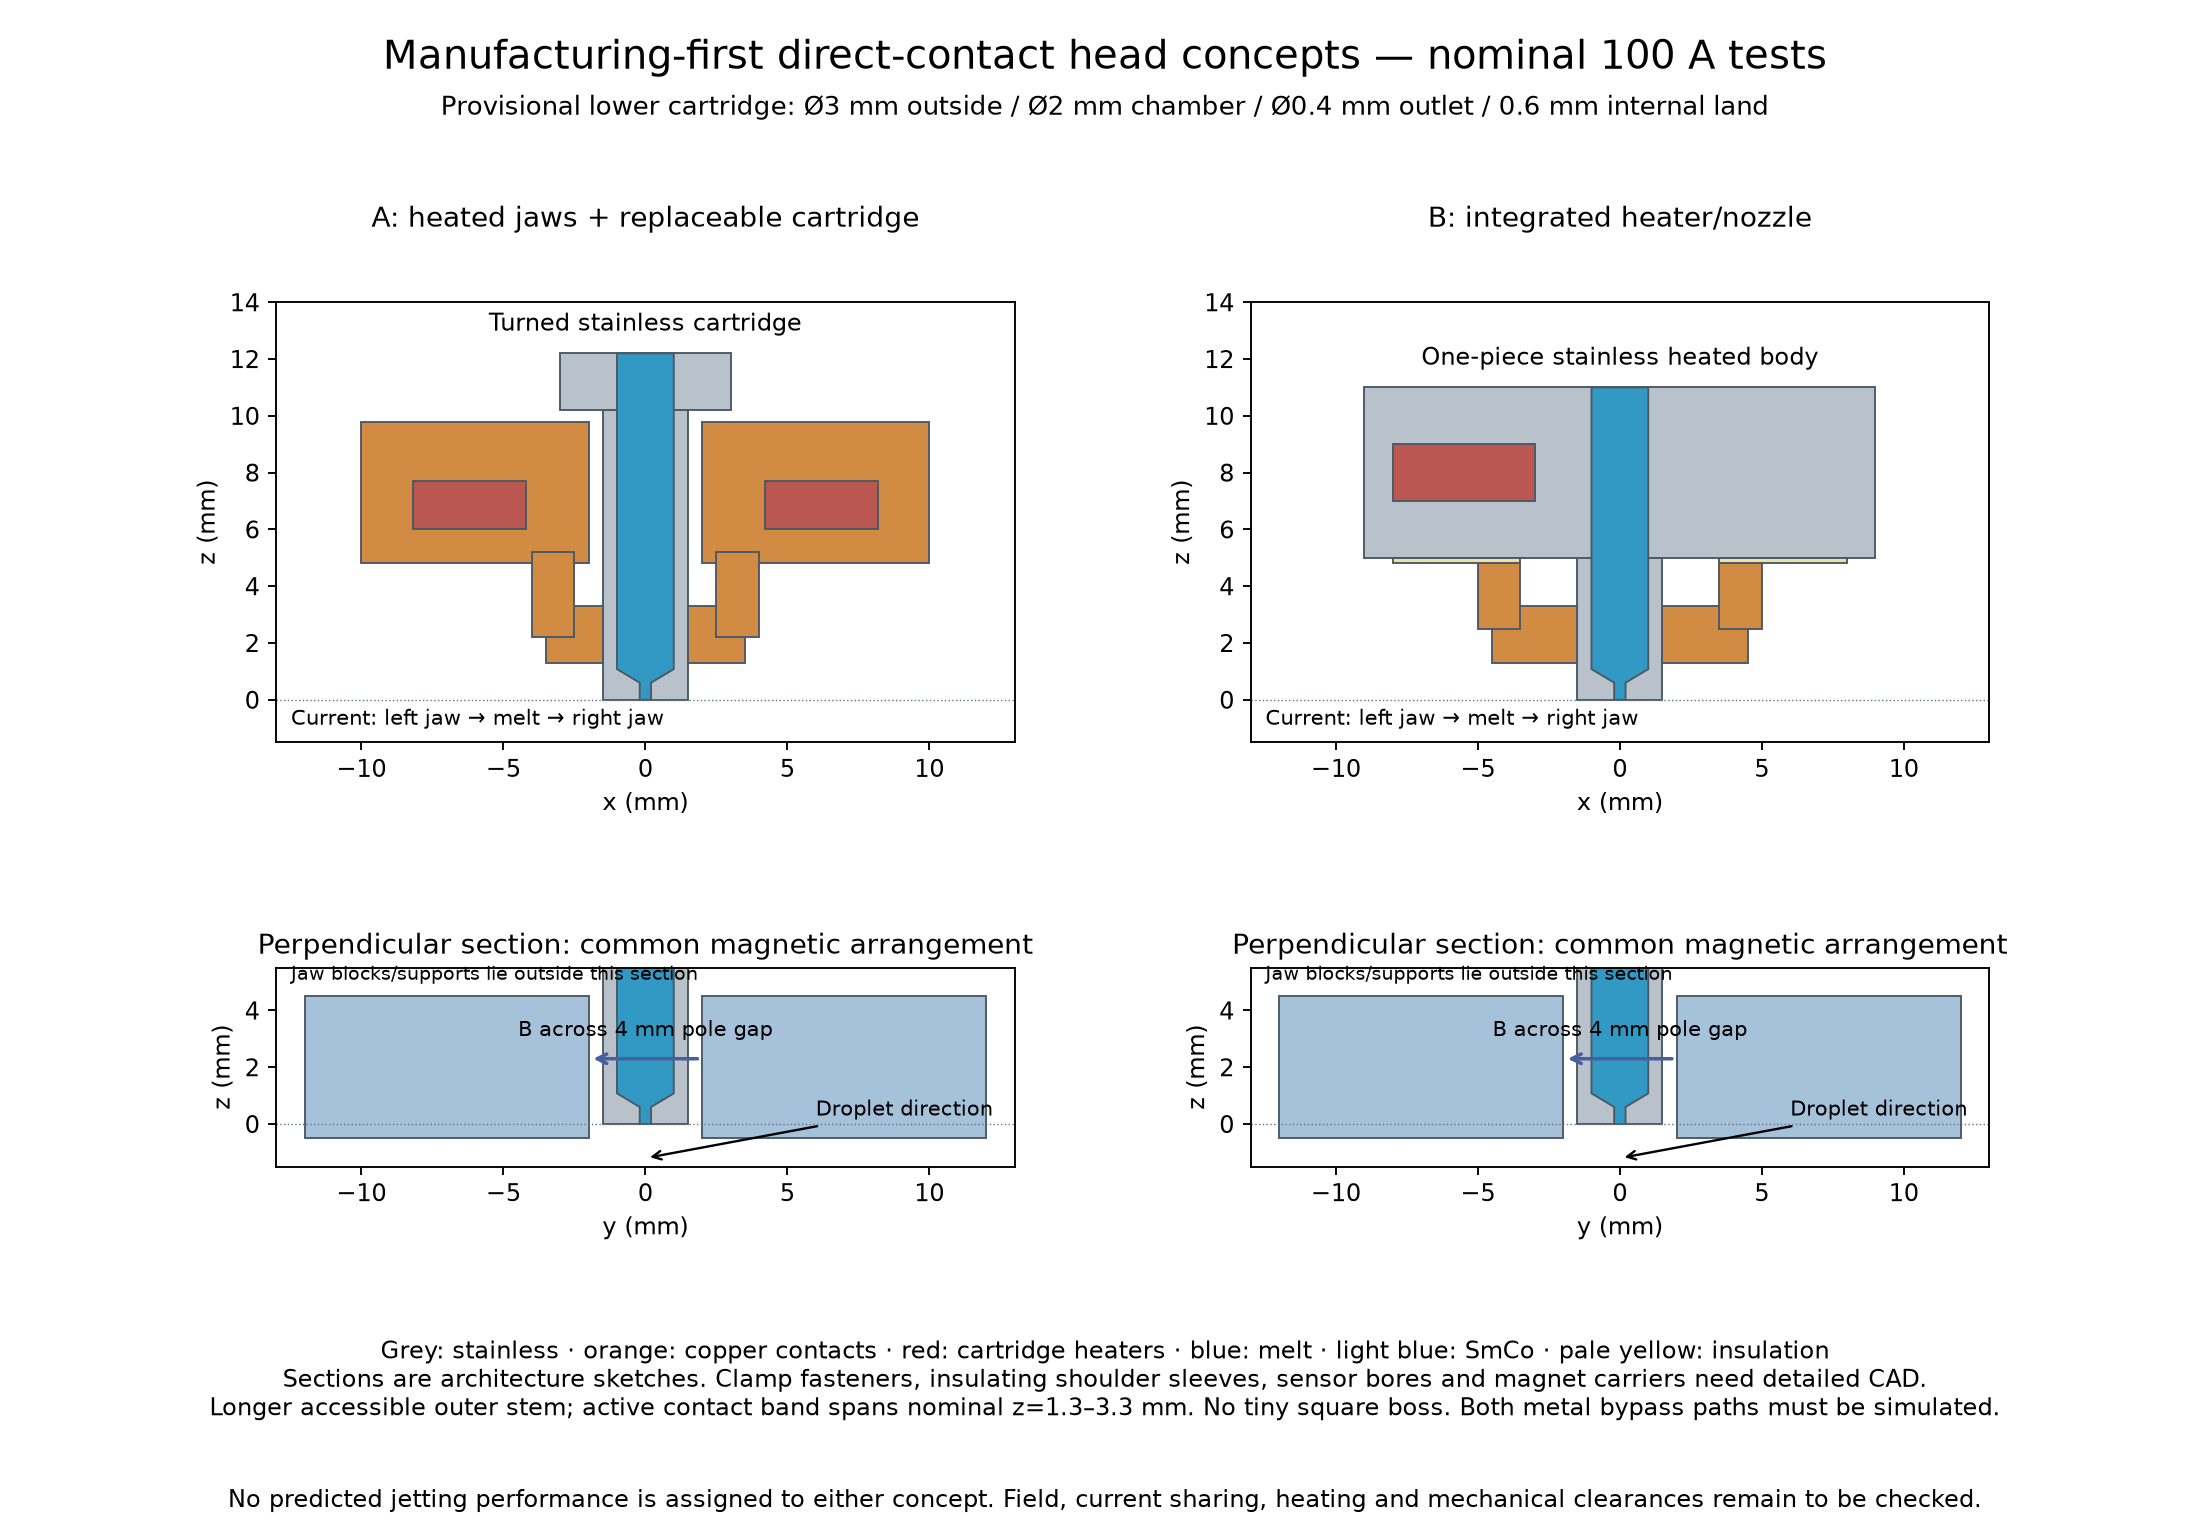 Manufacturing-first direct-contact head concepts — nominal 100 A tests
Provisional lower cartridge: Ø3 mm outside / Ø2 mm chamber / Ø0.4 mm outlet / 0.6 mm internal land
A: heated jaws + replaceable cartridge
14
12
10
8
6
4
2
0
z (mm)
Turned stainless cartridge
Current: left jaw → melt → right jaw
−10
−5
0
5
10
x (mm)
B: integrated heater/nozzle
14
12
10
8
6
4
2
0
z (mm)
One-piece stainless heated body
Current: left jaw → melt → right jaw
−10
−5
0
5
10
x (mm)
Perpendicular section: common magnetic arrangement
Jaw blocks/supports lie outside this section
4
2
0
z (mm)
B across 4 mm pole gap
Droplet direction
−10
−5
0
5
10
y (mm)
Perpendicular section: common magnetic arrangement
Jaw blocks/supports lie outside this section
4
2
0
z (mm)
B across 4 mm pole gap
Droplet direction
−10
−5
0
5
10
y (mm)
Grey: stainless · orange: copper contacts · red: cartridge heaters · blue: melt · light blue: SmCo · pale yellow: insulation
Sections are architecture sketches. Clamp fasteners, insulating shoulder sleeves, sensor bores and magnet carriers need detailed CAD.
Longer accessible outer stem; active contact band spans nominal z=1.3–3.3 mm. No tiny square boss. Both metal bypass paths must be simulated.
No predicted jetting performance is assigned to either concept. Field, current sharing, heating and mechanical clearances remain to be checked.